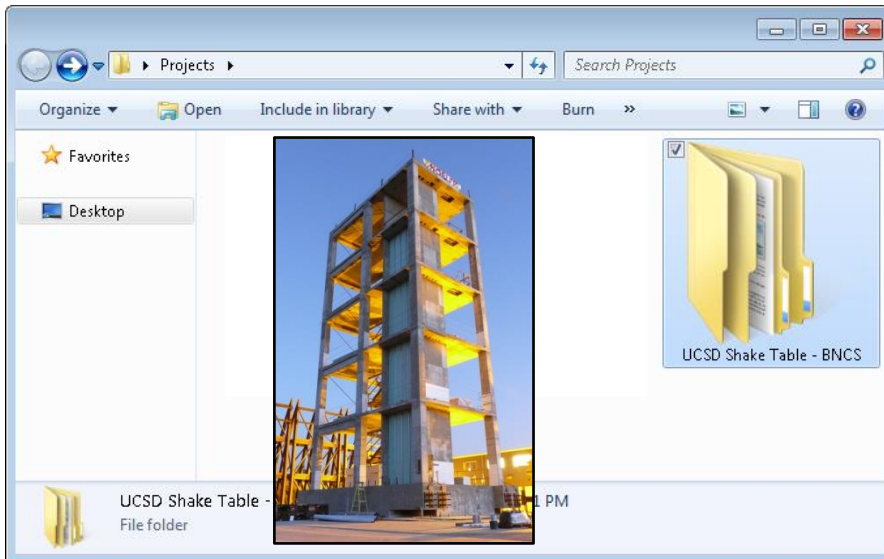 Projects
Search Projects
Organize Open Include in library Share with Burn »
Favorites
Desktop
UCSD Shake Table - BNCS
UCSD Shake Table - 1 PM
File folder